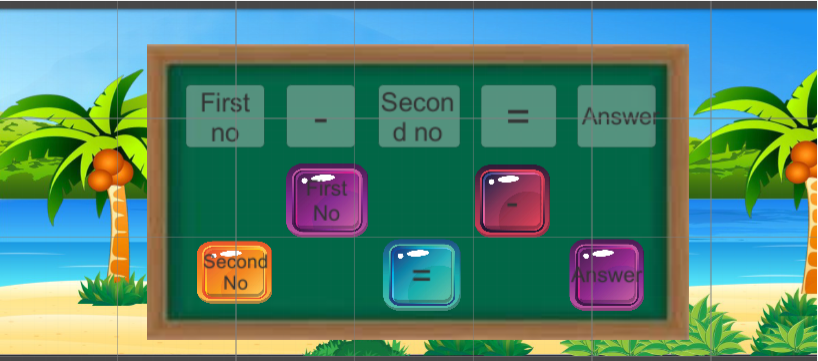 First
no
-
Secon
d no
=
Answer
First
No
-
Second
No
=
Answer